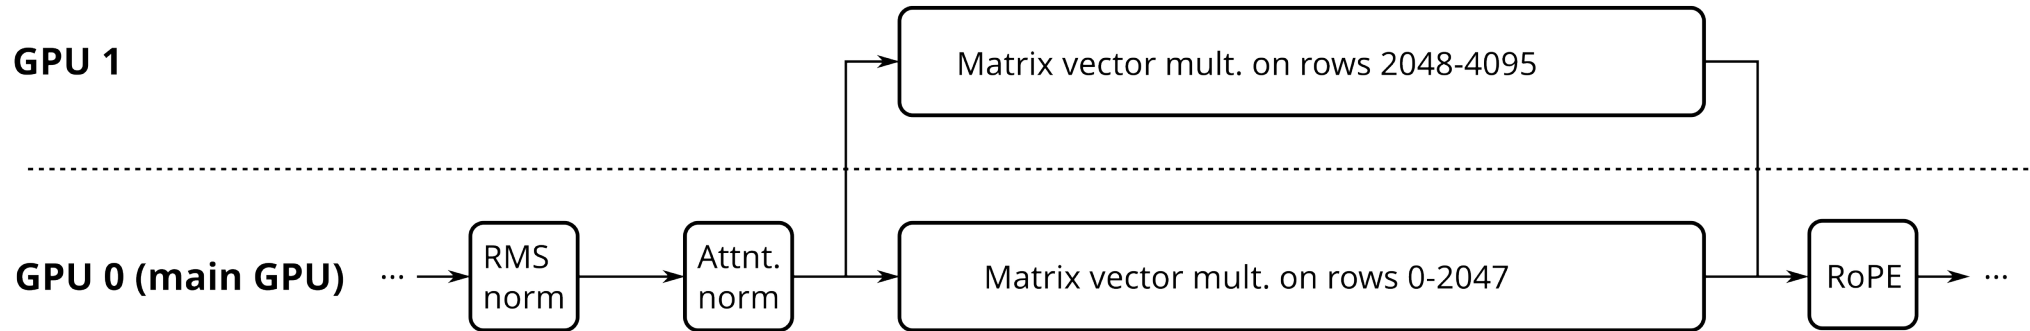 GPU 1
Matrix vector mult. on rows 2048-4095
GPU 0 (main GPU)
...
RMS
norm
Attnt.
norm
Matrix vector mult. on rows 0-2047
RoPE
...